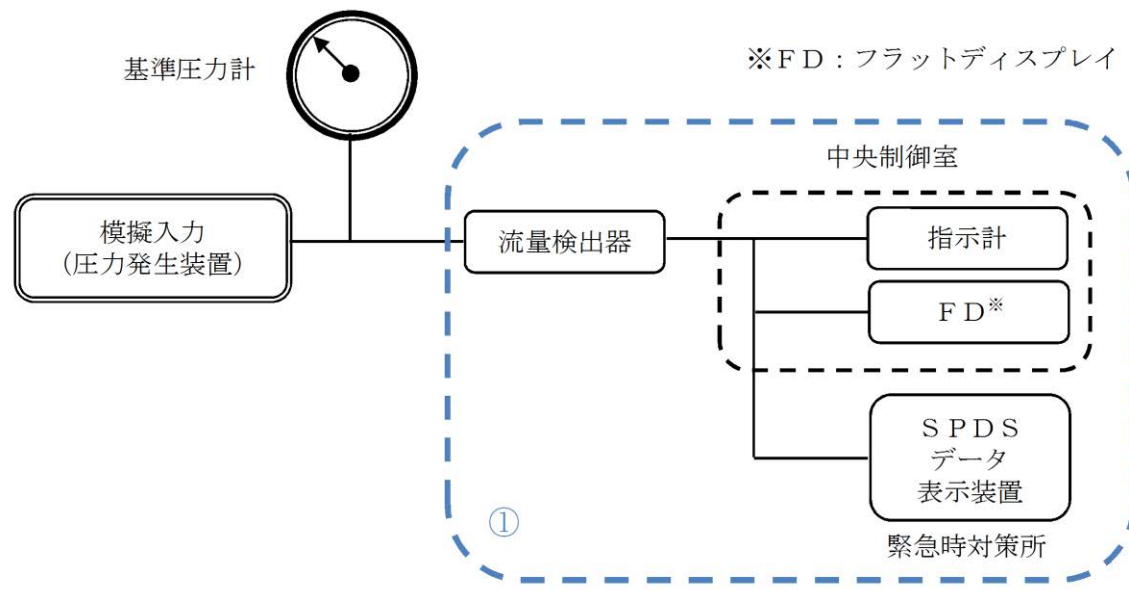 基準圧力計
※ＦＤ：フラットディスプレイ
中央制御室
模擬入力
（圧力発生装置）
流量検出器
指示計
ＦＤ※
ＳＰＤＳ
データ
表示装置
①
緊急時対策所